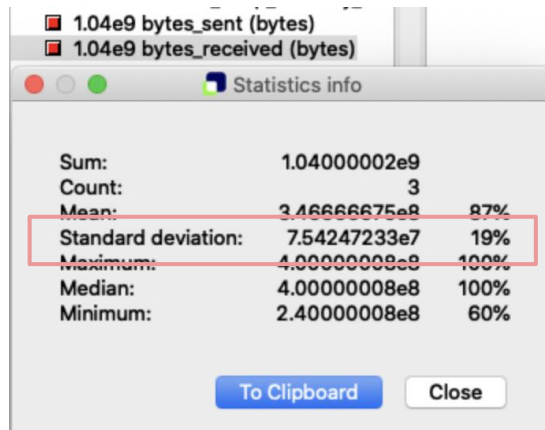 1.04e9 bytes_sent (bytes)
1.04e9 bytes_received (bytes)
Statistics info
Sum: 1.04000002e9
Count: 3
Mean: 3.46666675e8 87%
Standard deviation: 7.54247233e7 19%
Maximum: 4.00000008e8 100%
Median: 4.00000008e8 100%
Minimum: 2.40000008e8 60%
To Clipboard Close